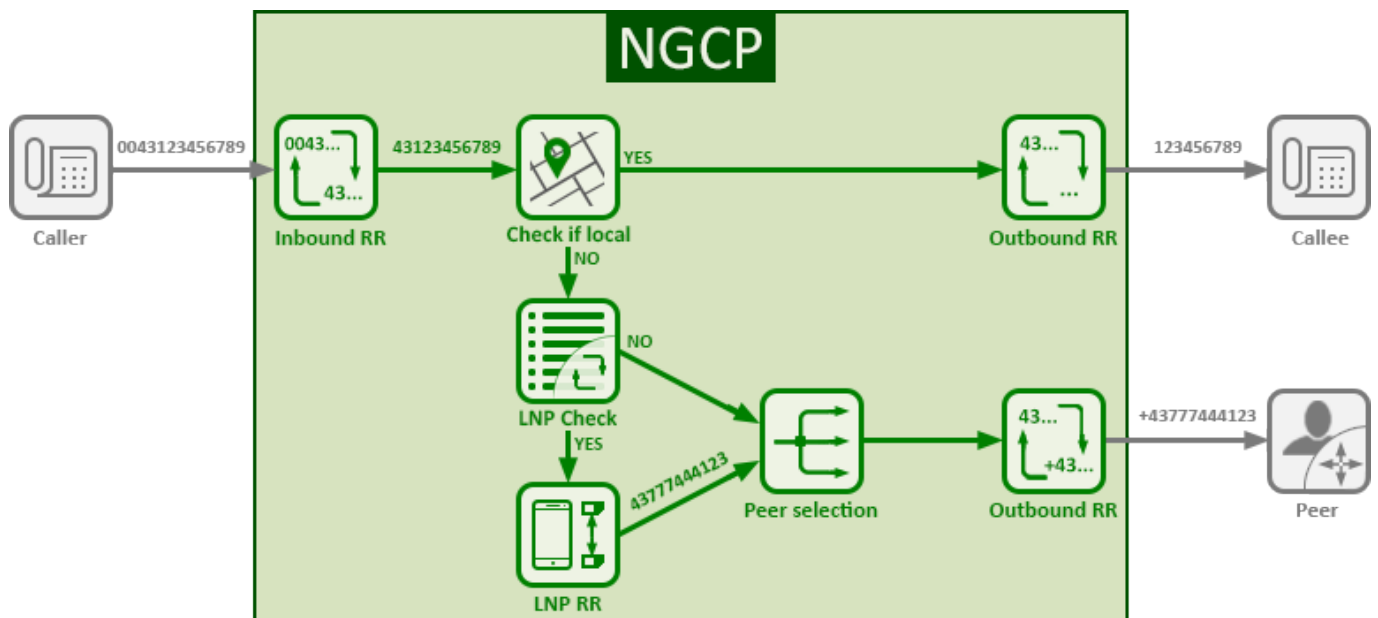 NGCP
0043123456789
0043...
43...
43123456789
YES
43...
...
123456789
Caller
Inbound RR
Check if local
Outbound RR
Callee
NO
NO
LNP Check
YES
43777444123
Peer selection
43...
+43...
+43777444123
Outbound RR
Peer
LNP RR